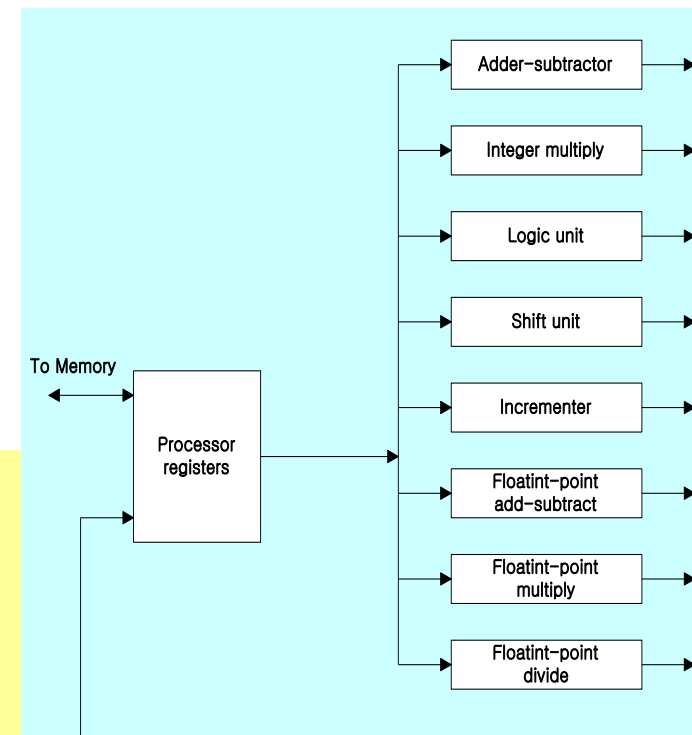 Adder-subtractor
Integer multiply
Logic unit
Shift unit
To Memory
Incrementer
Processor
registers
Floatint-point
add-subtract
Floatint-point
multiply
Floatint-point
divide